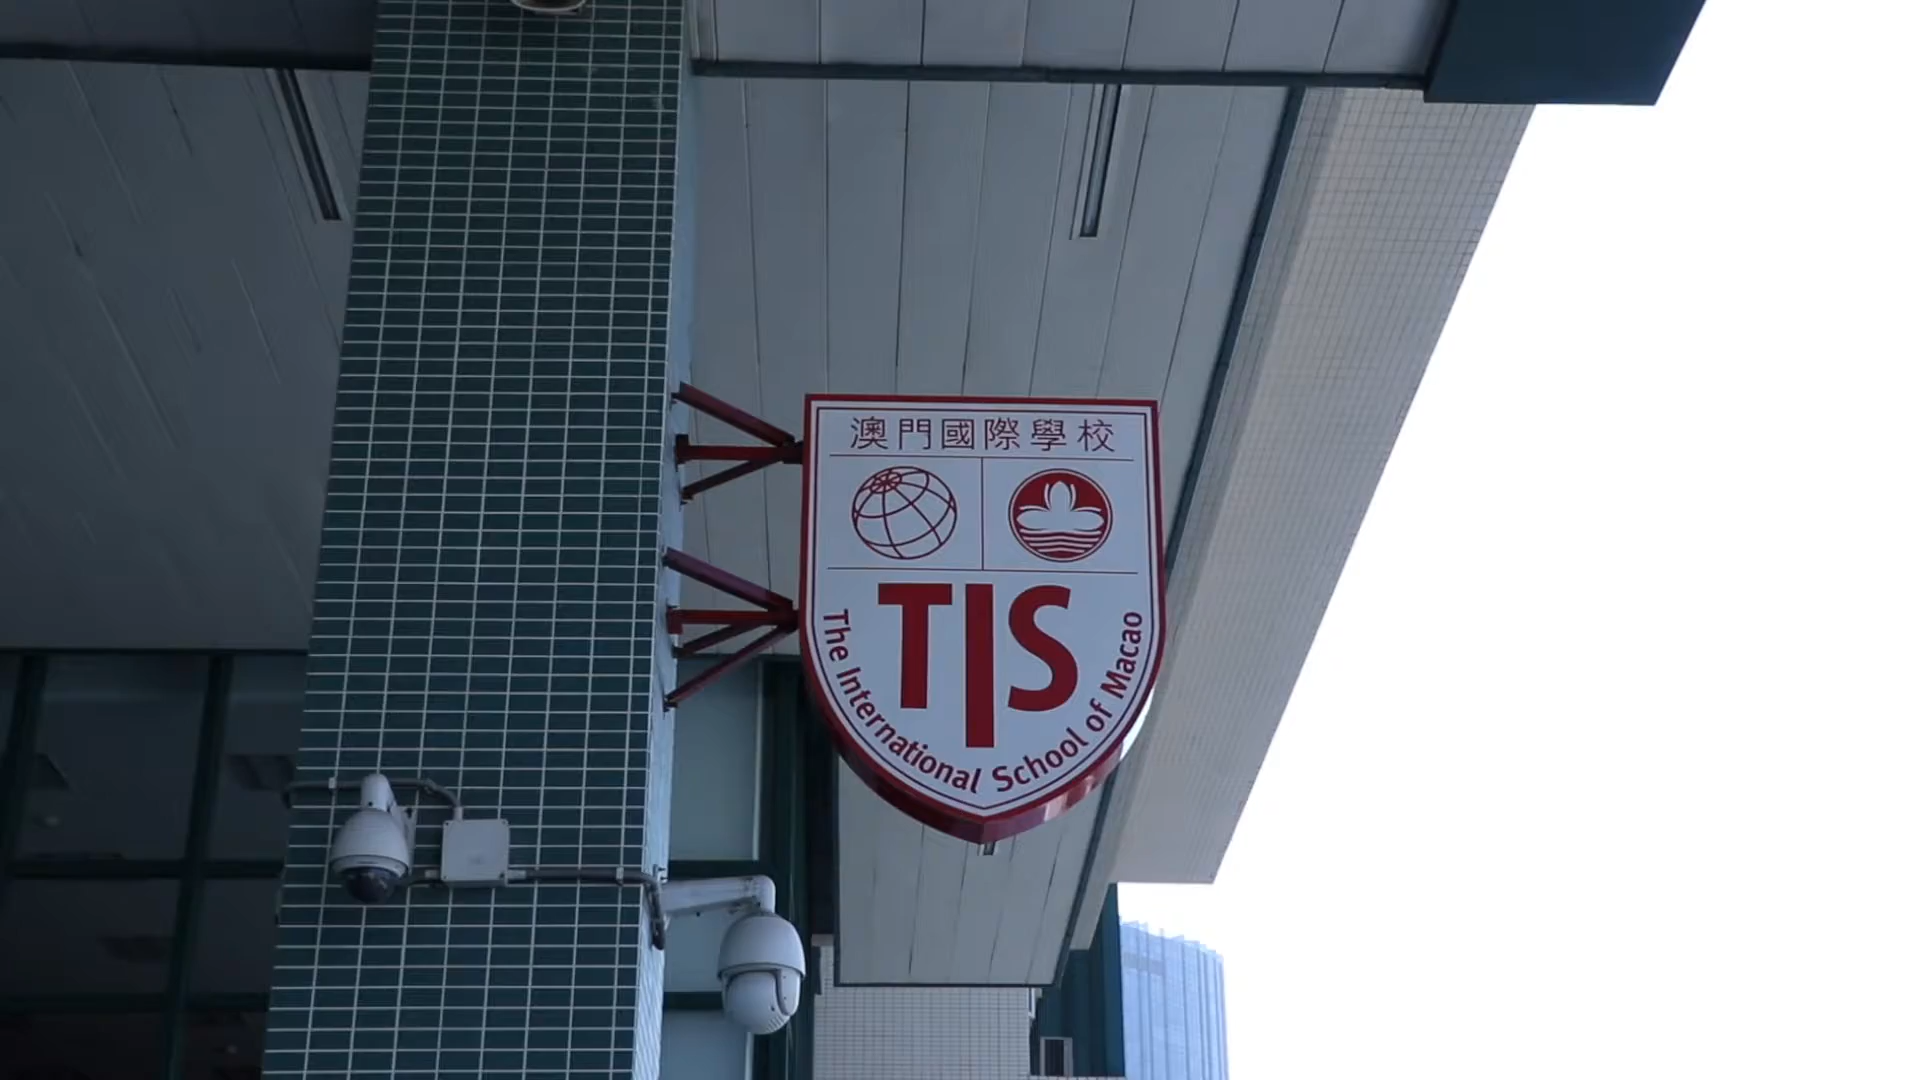 澳門國際學校
TIS
The International School of Macao